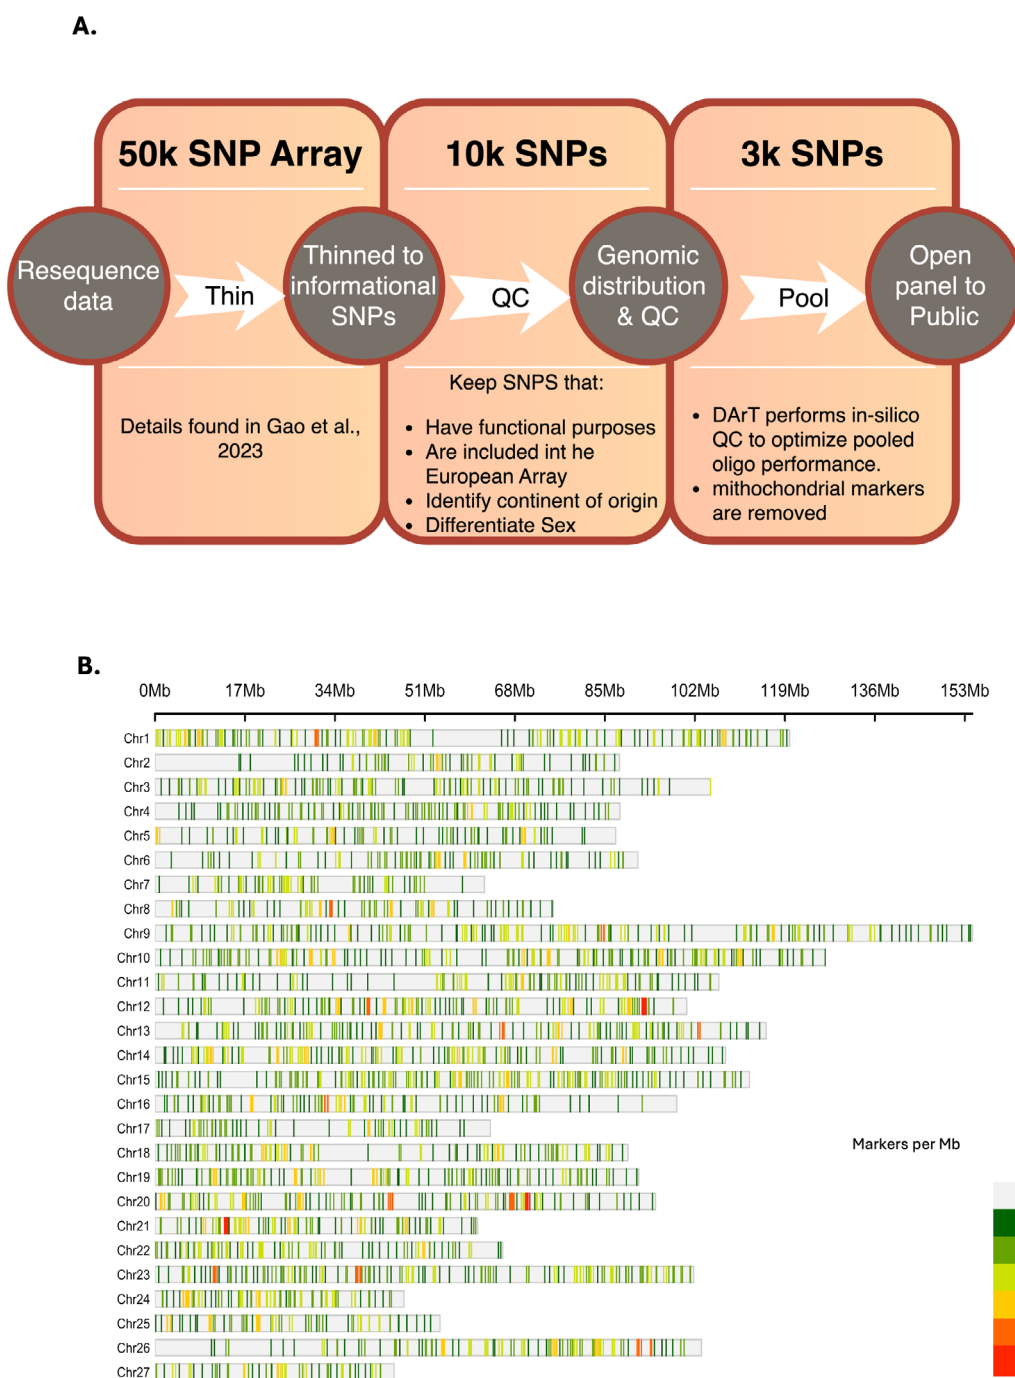 A.
50k SNP Array
10k SNPs
3k SNPs
Resequence
data
Thin
Thinned to
informational
SNPs
QC
Genomic
distribution
& QC
Pool
Open
panel to
Public
Details found in Gao et al.,
2023
Keep SNPS that:
• Have functional purposes
• Are included int he
European Array
• Identify continent of origin
• Differentiate Sex
• DArT performs in-silico
QC to optimize pooled
oligo performance.
• mithochondrial markers
are removed
B.
0Mb 17Mb 34Mb 51Mb 68Mb 85Mb 102Mb 119Mb 136Mb 153Mb
Chr1
Chr2
Chr3
Chr4
Chr5
Chr6
Chr7
Chr8
Chr9
Chr10
Chr11
Chr12
Chr13
Chr14
Chr15
Chr16
Chr17
Chr18
Chr19
Chr20
Chr21
Chr22
Chr23
Chr24
Chr25
Chr26
Chr27
Markers per Mb